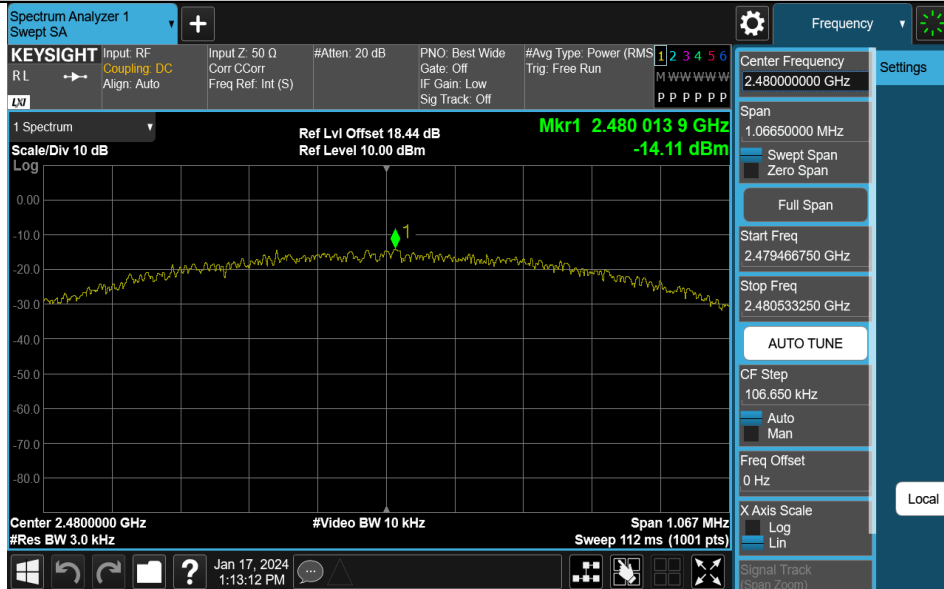 Spectrum Analyzer 1
Swept SA
+
Frequency
KEYSIGHT
RL
LXI
Input: RF
Coupling: DC
Align: Auto
Input Z: 50 Ω
Corr CCorr
Freq Ref: Int (S)
#Atten: 20 dB
PNO: Best Wide
Gate: Off
IF Gain: Low
Sig Track: Off
#Avg Type: Power (RMS
Trig: Free Run
1 2 3 4 5 6
M W W W W W
P P P P P P
1 Spectrum
Scale/Div 10 dB
Ref Lvl Offset 18.44 dB
Ref Level 10.00 dBm
Mkr1 2.480 013 9 GHz
-14.11 dBm
Log
0.00
-10.0
-20.0
-30.0
-40.0
-50.0
-60.0
-70.0
-80.0
1
Center 2.4800000 GHz
#Res BW 3.0 kHz
#Video BW 10 kHz
Span 1.067 MHz
Sweep 112 ms (1001 pts)
?
Jan 17, 2024
1:13:12 PM
Center Frequency
2.480000000 GHz
Span
1.06650000 MHz
Swept Span
Zero Span
Full Span
Start Freq
2.479466750 GHz
Stop Freq
2.480533250 GHz
AUTO TUNE
CF Step
106.650 kHz
Auto
Man
Freq Offset
0 Hz
X Axis Scale
Log
Lin
Signal Track
(Span Zoom)
Settings
Local